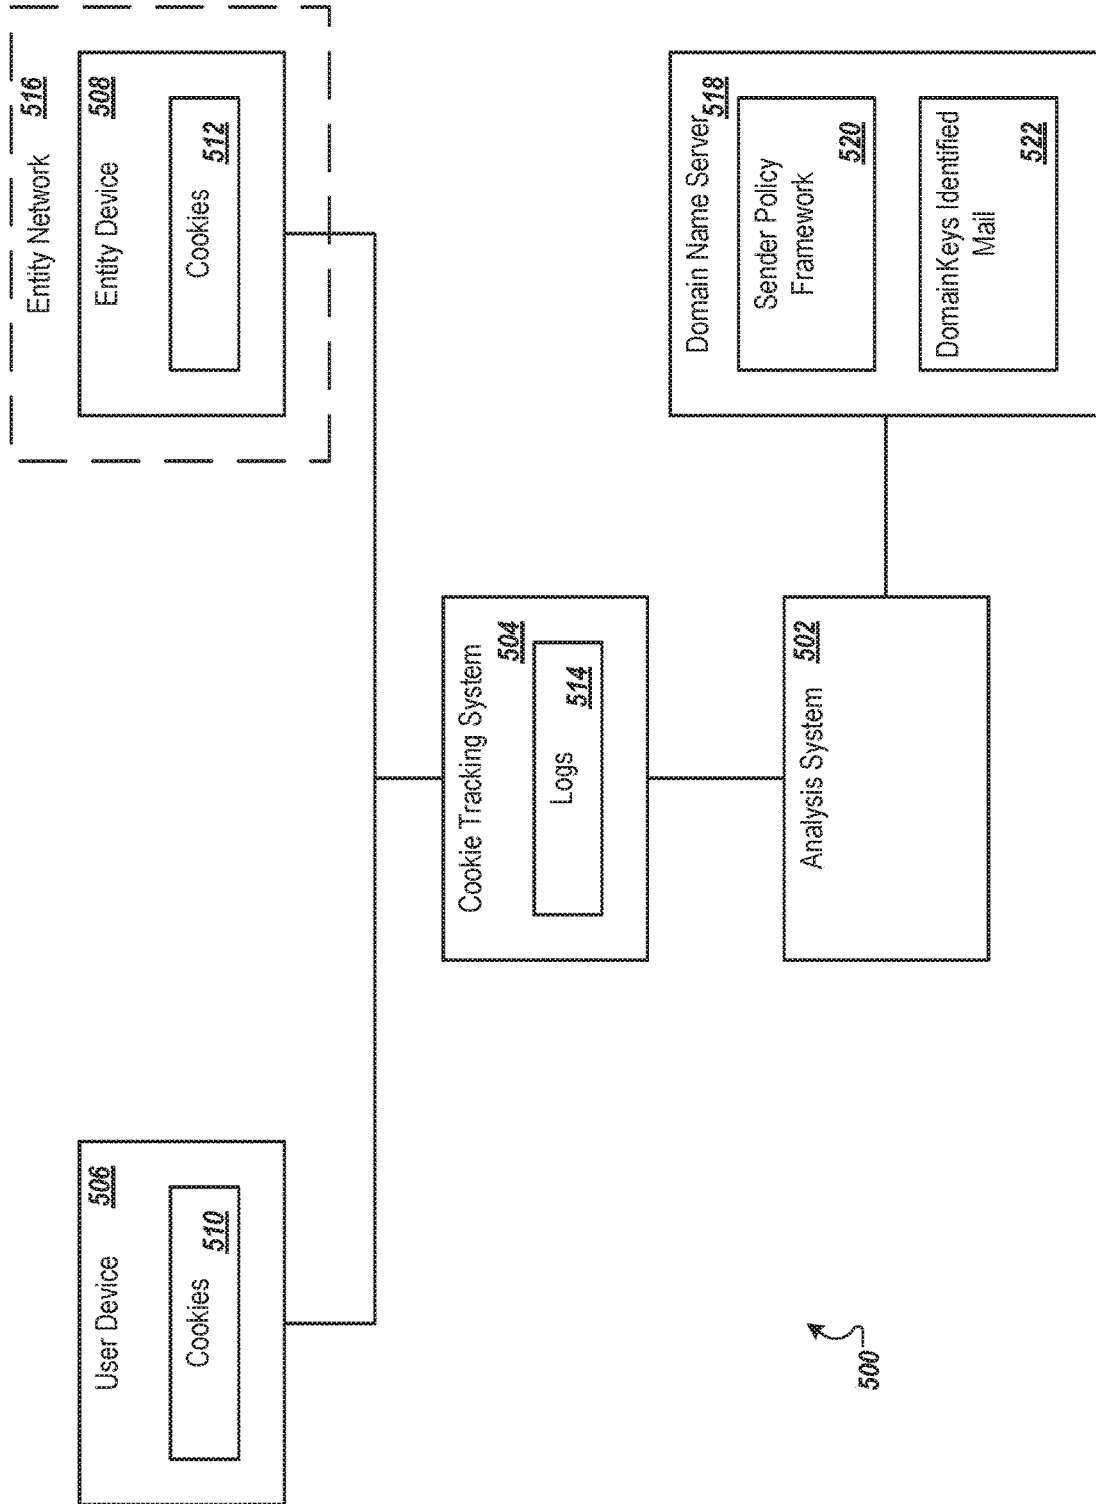 User Device
506
Cookies
510
Entity Network
516
Entity Device
508
Cookies
512
Cookie Tracking System
504
Logs
514
Analysis System
502
Domain Name Server
518
Sender Policy
Framework
520
DomainKeys Identified
Mail
522
500